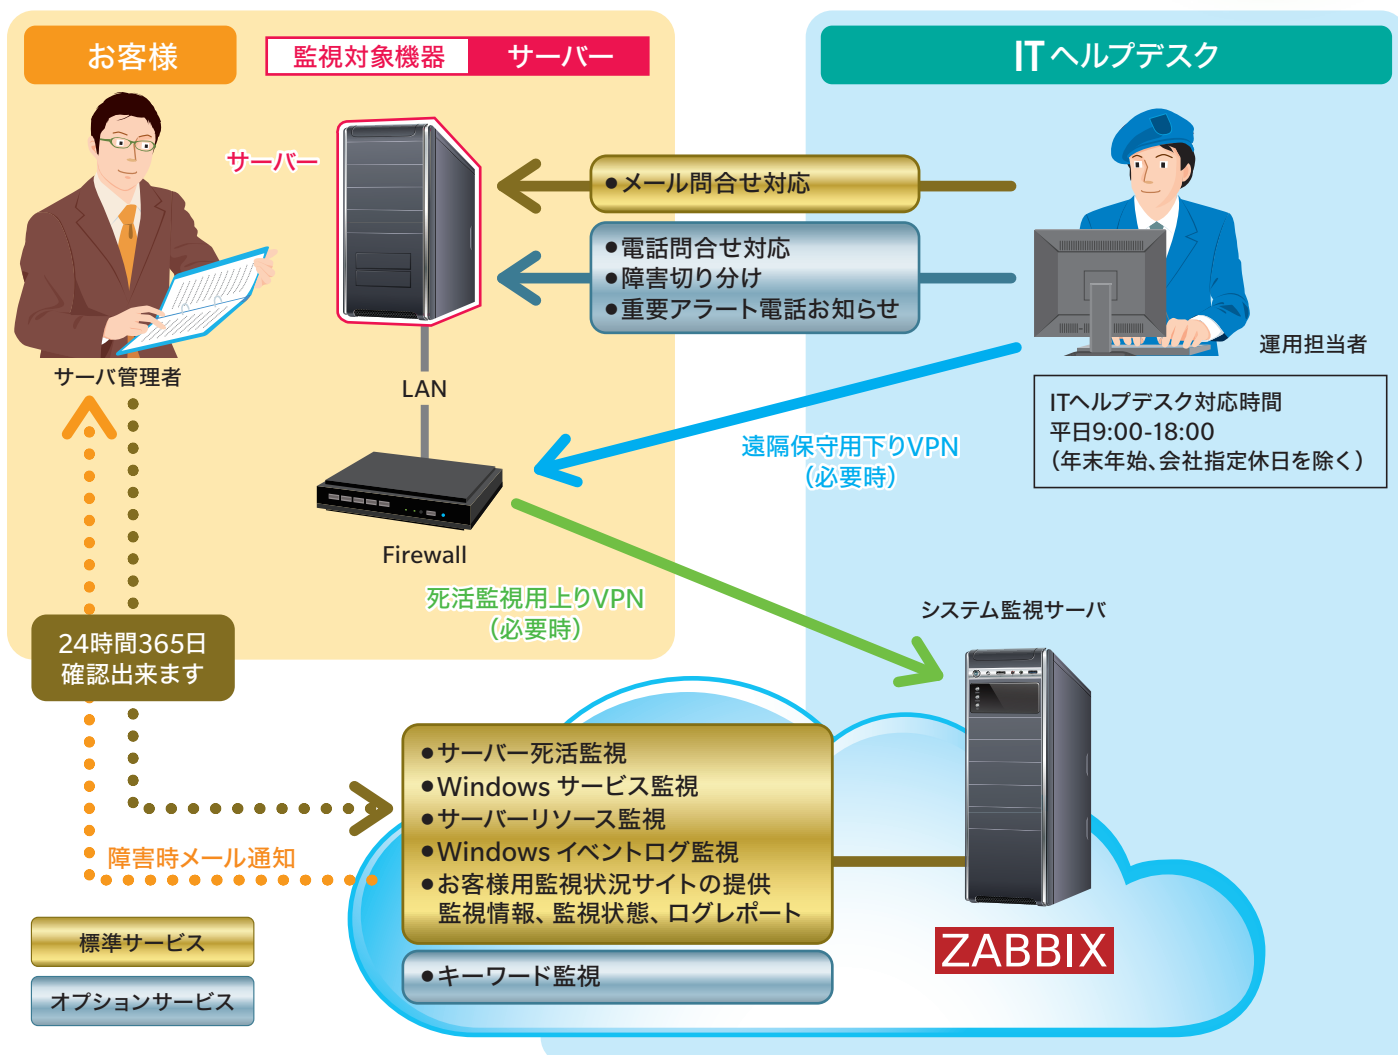 お客様
監視対象機器 サーバー
ITヘルプデスク
サーバー
●メール問合せ対応
●電話問合せ対応
●障害切り分け
●重要アラート電話お知らせ
サーバ管理者
LAN
運用担当者
ITヘルプデスク対応時間
平日9:00-18:00
（年末年始、会社指定休日を除く）
遠隔保守用下りVPN
（必要時）
Firewall
死活監視用上りVPN
（必要時）
システム監視サーバ
24時間365日
確認出来ます
●サーバー死活監視
●Windows サービス監視
●サーバーリソース監視
●Windows イベントログ監視
●お客様用監視状況サイトの提供
監視情報、監視状態、ログレポート
障害時メール通知
●キーワード監視
ZABBIX
標準サービス
オプションサービス